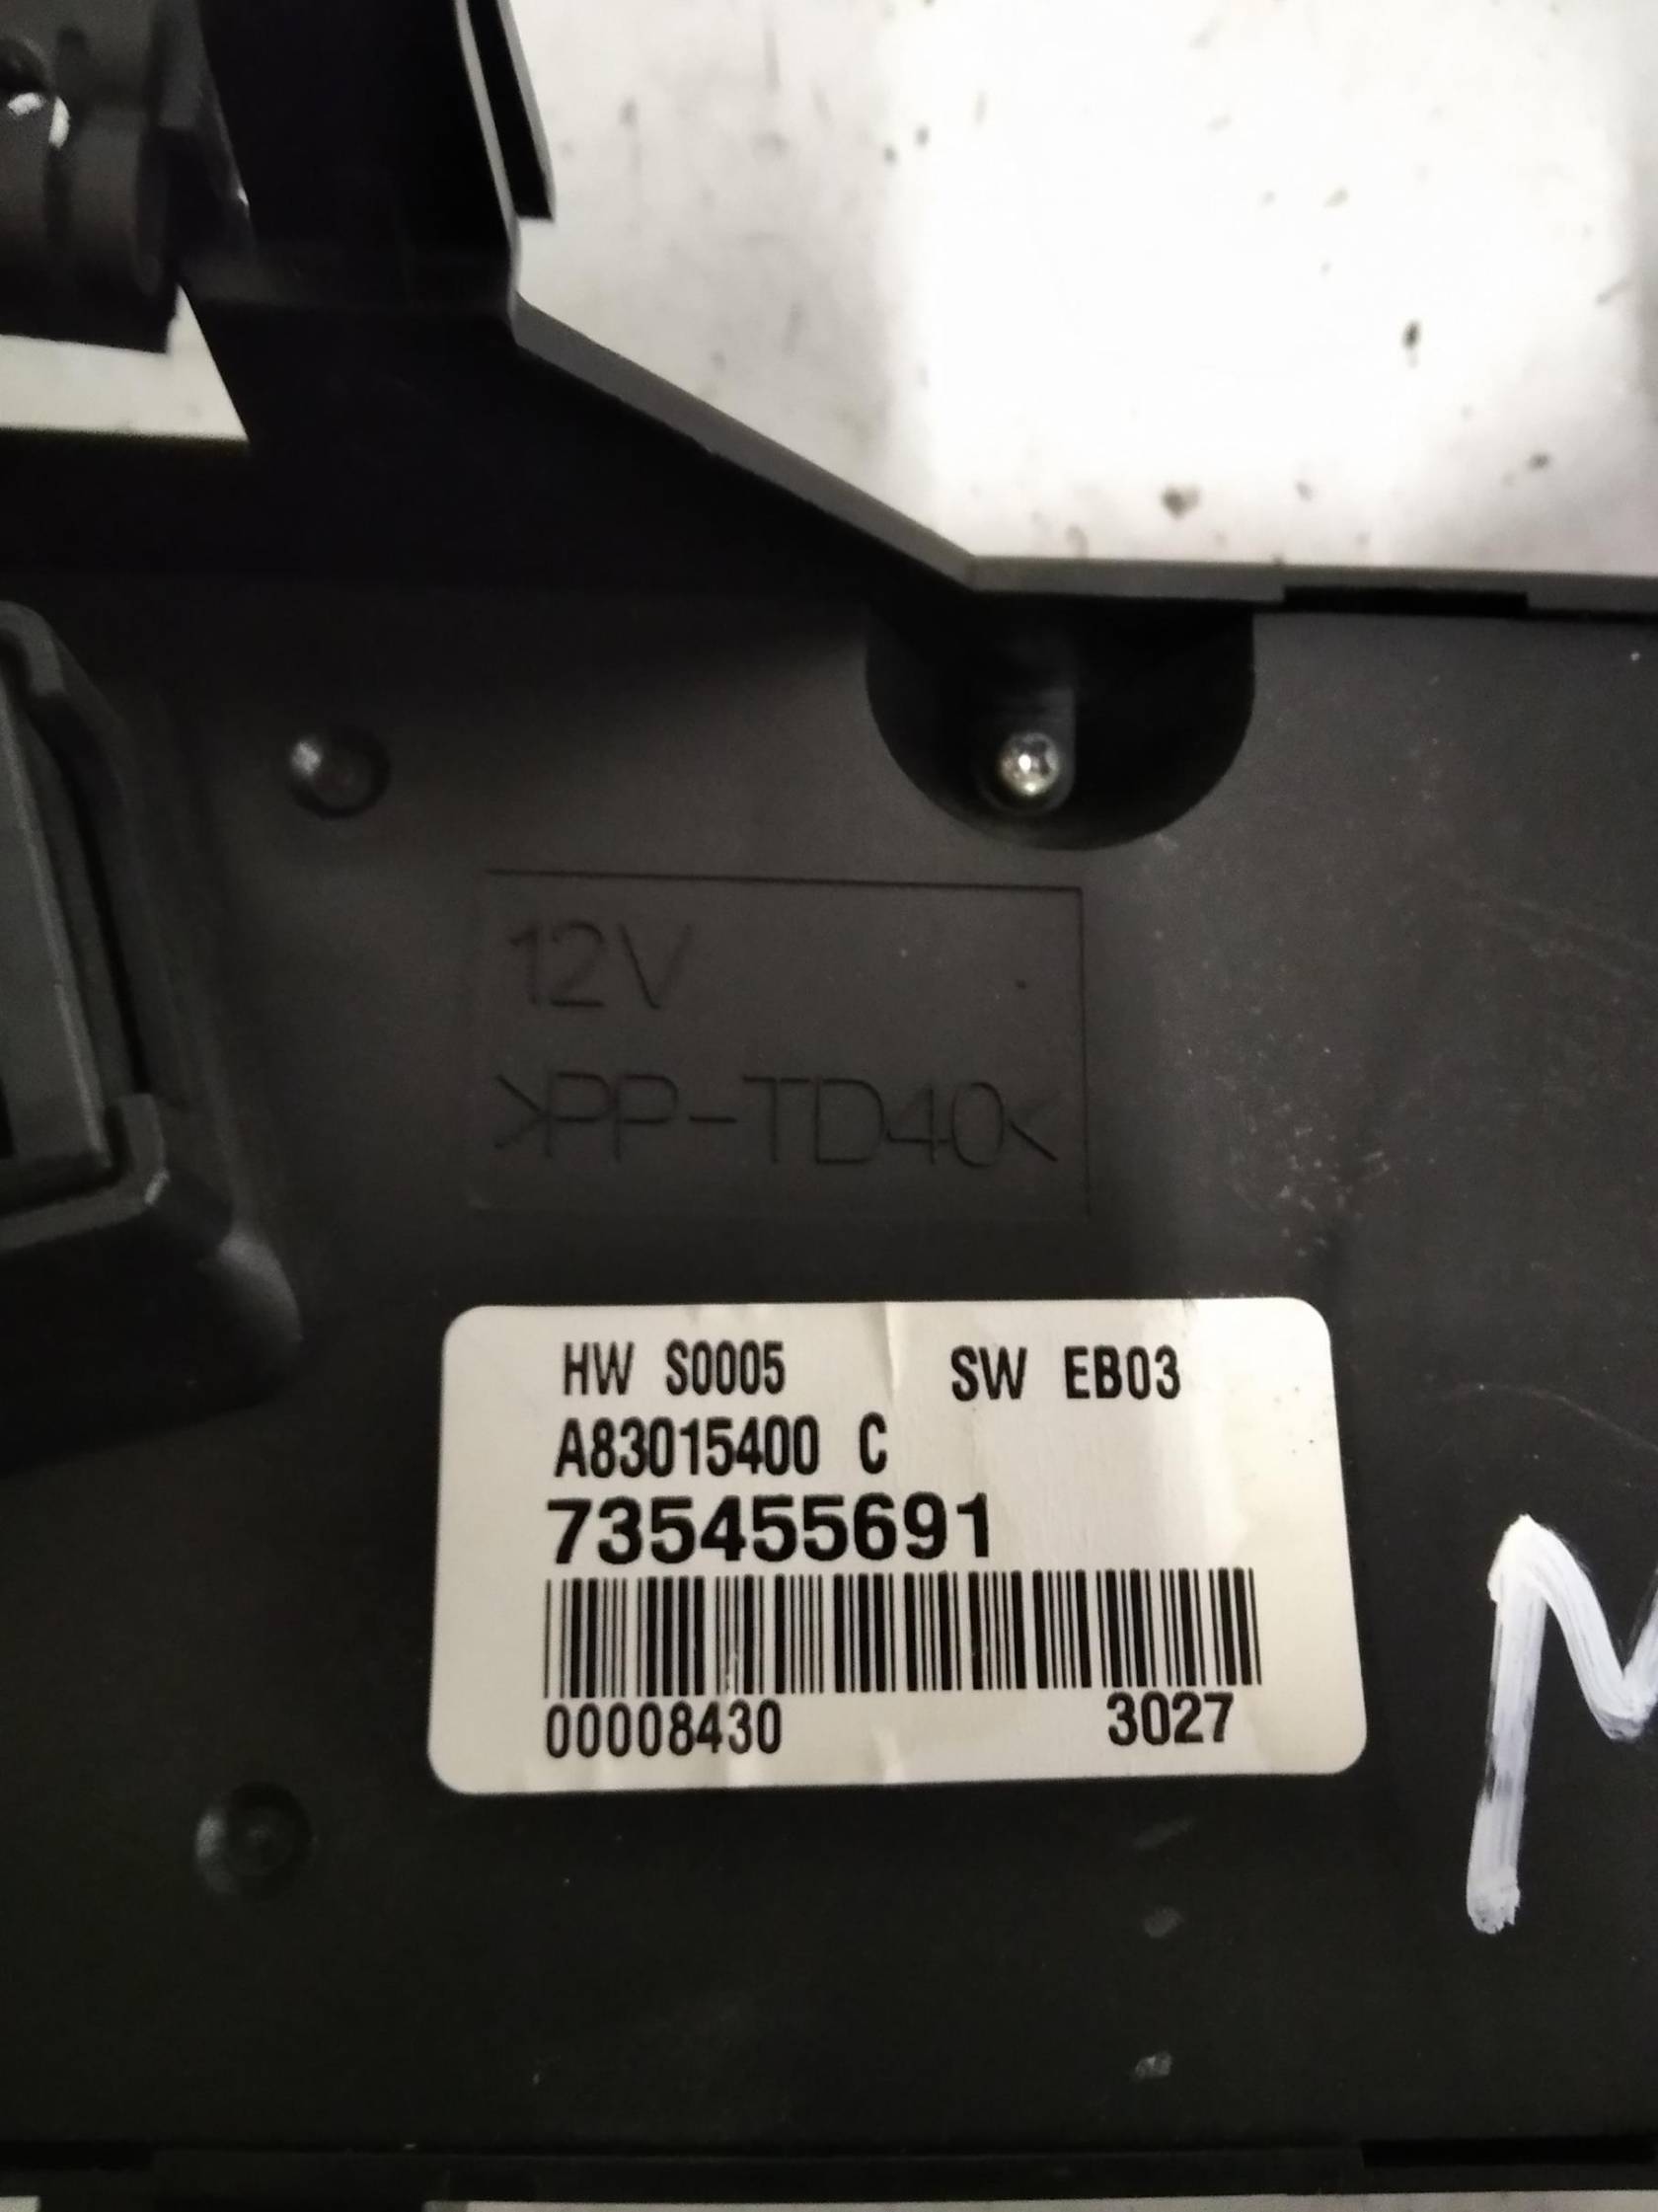 12V
>PP-TD40<
HW S0005 SW EB03
A83015400 C
735455691
00008430 3027